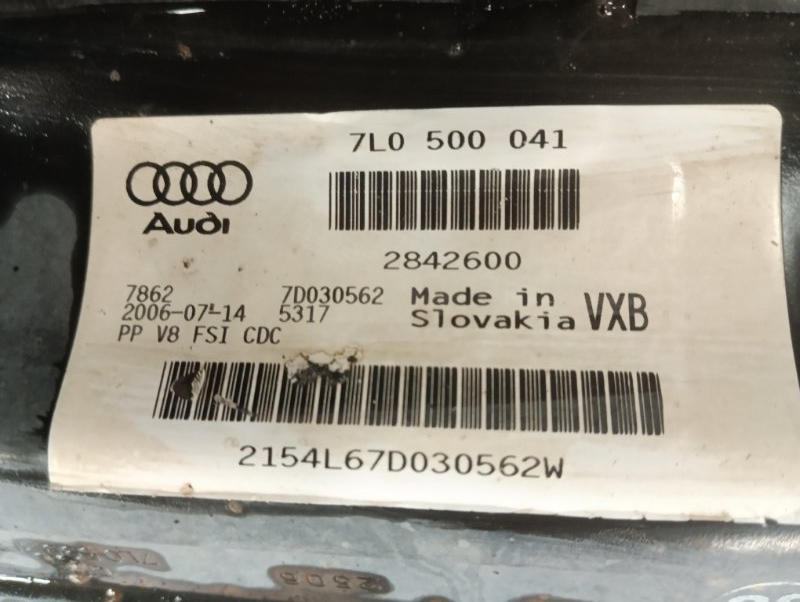 7L0 500 041
Audi
2842600
7862 7D030562 Made in
2006-07-14 5317 Slovakia VXB
PP V8 FSI CDC
2154L67D030562W